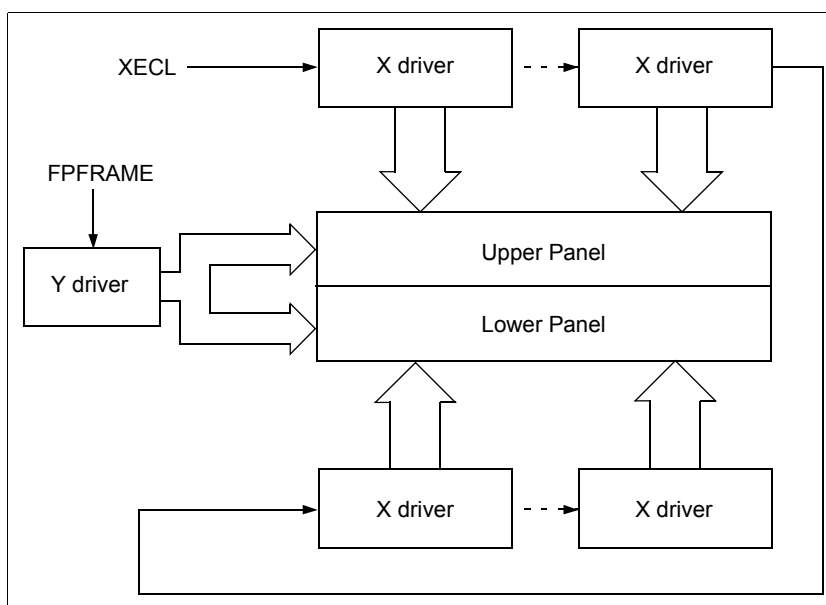 XECL
X driver
X driver
FPFRAME
Y driver
Upper Panel
Lower Panel
X driver
X driver